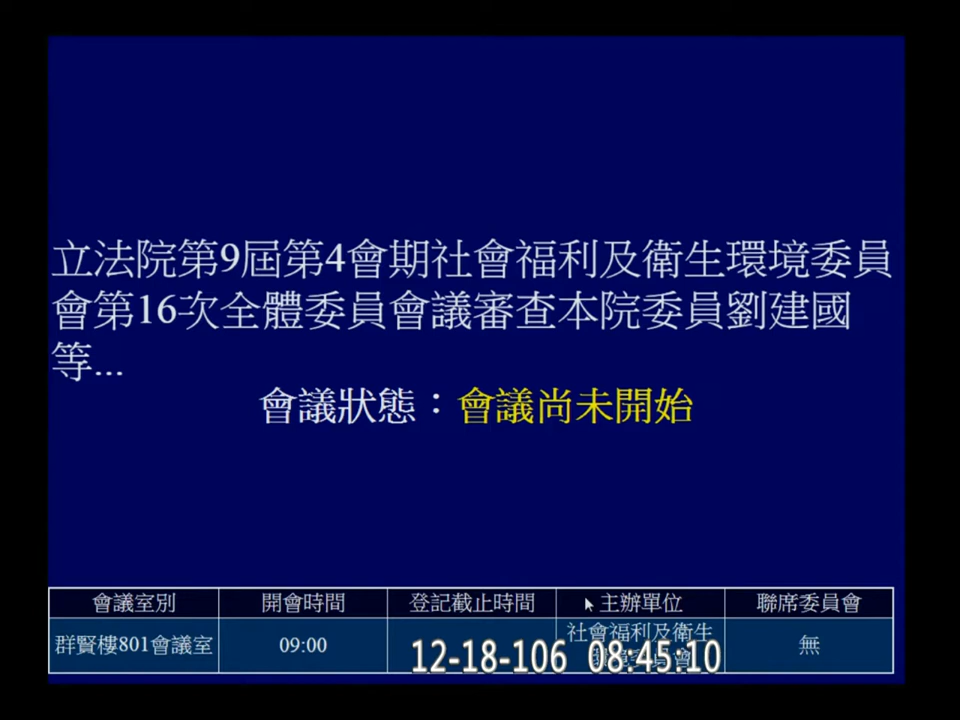 立法院第9屆第4會期社會福利及衛生環境委員
會第16次全體委員會議審查本院委員劉建國
等...
會議狀態：會議尚未開始
會議室別 開會時間 登記截止時間 主辦單位 聯席委員會
群賢樓801會議室 09:00 社會福利及衛生 無
12-18-106 08:45:10